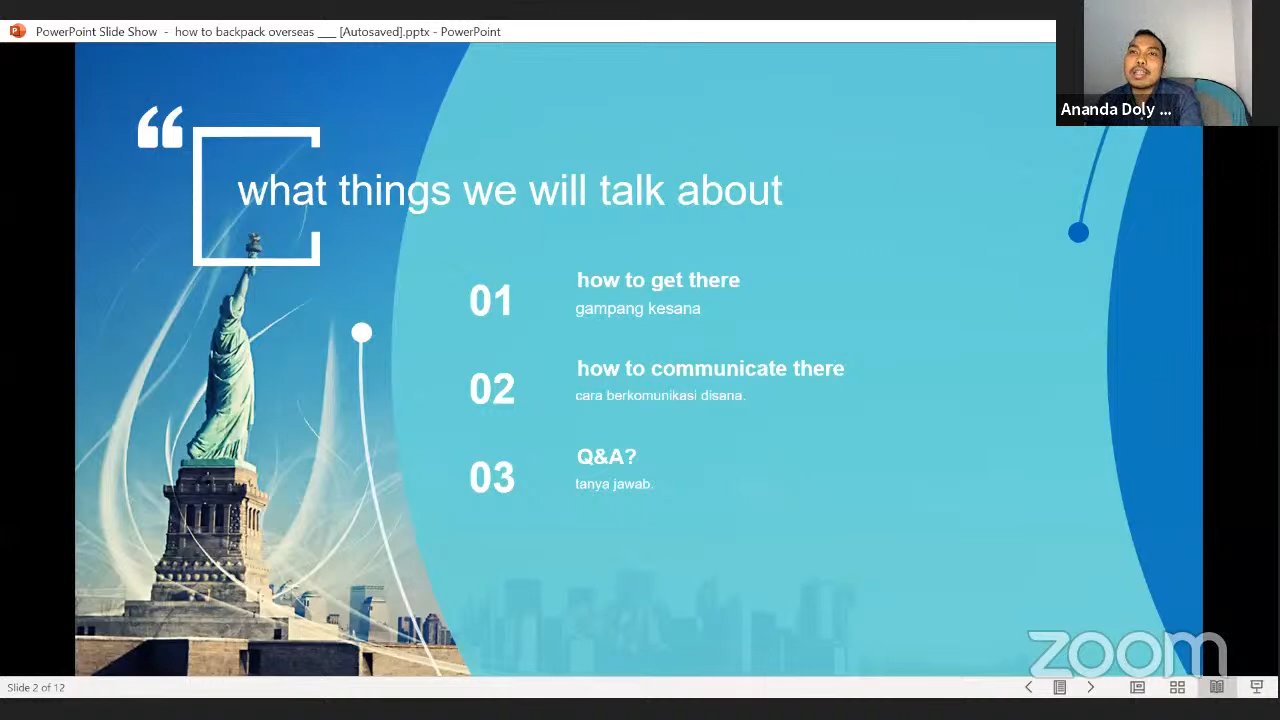 PowerPoint Slide Show - how to backpack overseas ___ [Autosaved].pptx - PowerPoint
Ananda Doly ...
“
what things we will talk about
01
how to get there
gampang kesana
02
how to communicate there
cara berkomunikasi disana.
03
Q&A?
tanya jawab.
zoom
Slide 2 of 12